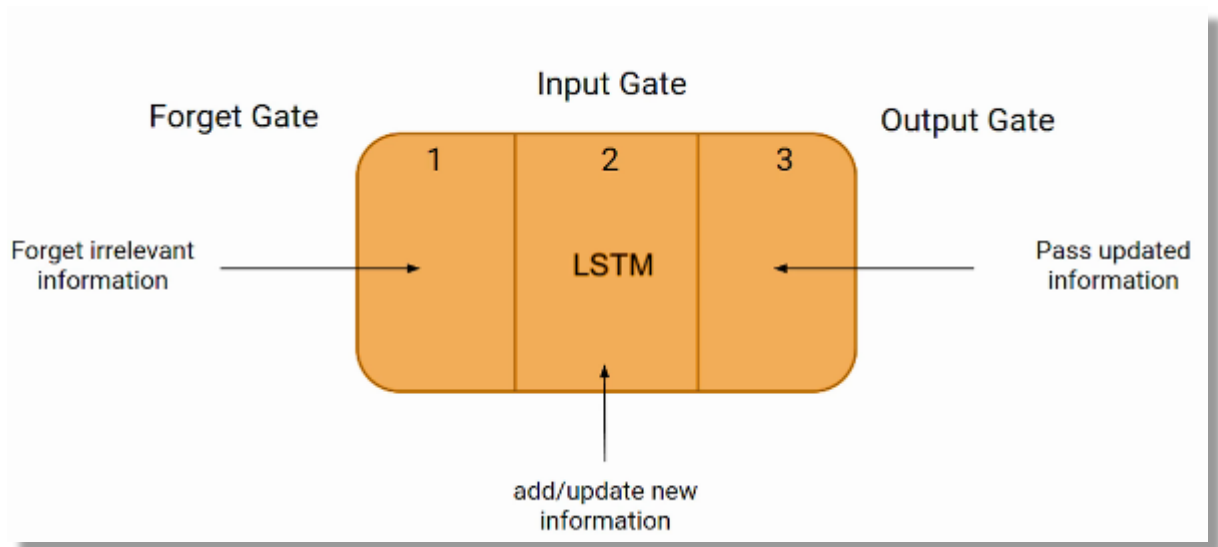 Input Gate
Forget Gate
Output Gate
1
2
3
Forget irrelevant
information
LSTM
Pass updated
information
add/update new
information